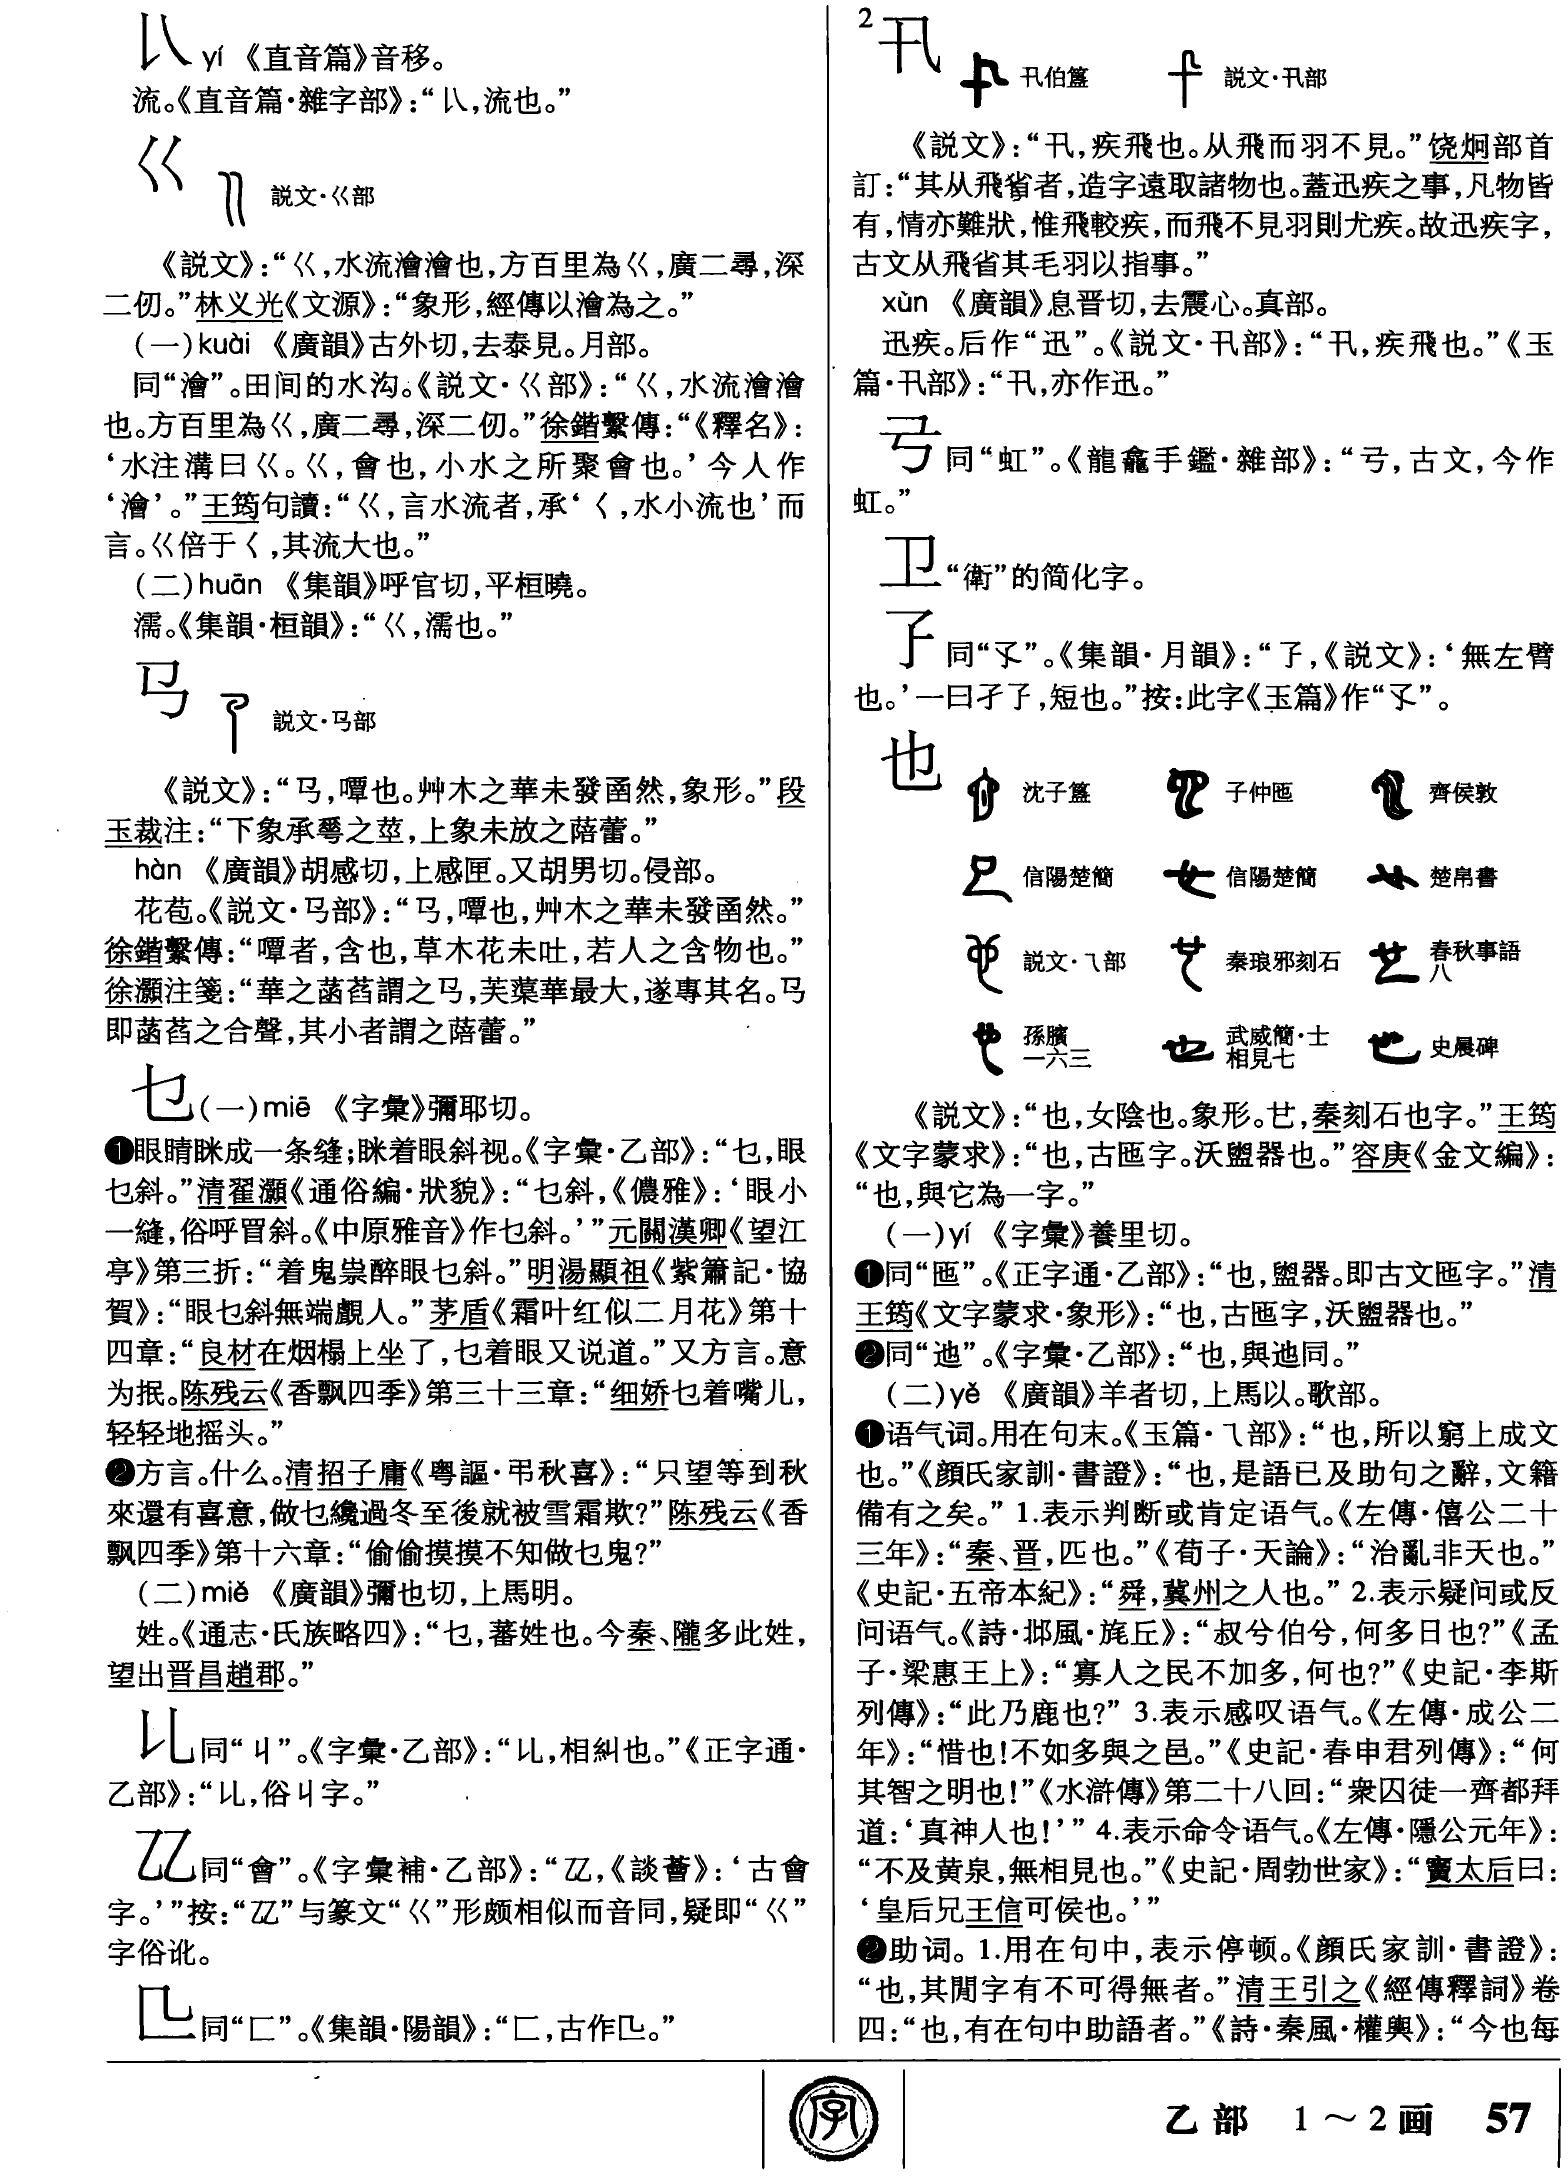 𠃛 yí 《直音篇》音移。
流。《直音篇·雜字部》：“𠃛，流也。”
巜
説文·巜部
《説文》：“巜，水流澮澮也，方百里為巜，廣二尋，深
二仞。”林义光《文源》：“象形，經傳以澮為之。”
(一)kuài 《廣韻》古外切，去泰見。月部。
同“澮”。田间的水沟。《説文·巜部》：“巜，水流澮澮
也。方百里為巜，廣二尋，深二仞。”徐鍇繫傳：“《釋名》：
‘水注溝曰巜。巜，會也，小水之所聚會也。’今人作
‘澮’。”王筠句讀：“巜，言水流者，承‘𡿨，水小流也’而
言。巜倍于𡿨，其流大也。”
(二)huān 《集韻》呼官切，平桓曉。
濡。《集韻·桓韻》：“巜，濡也。”
㔾
説文·𢎘部
《説文》：“𢎘，嘾也。艸木之華未發圅然，象形。”段
玉裁注：“下象承𠌶之莖，上象未放之蓓蕾。”
hàn 《廣韻》胡感切，上感匣。又胡男切。侵部。
花苞。《説文·𢎘部》：“𢎘，嘾也，艸木之華未發圅然。”
徐鍇繫傳：“嘾者，含也，草木花未吐，若人之含物也。”
徐灝注箋：“華之菡萏謂之𢎘，芙蕖華最大，遂專其名。𢎘
即菡萏之合聲，其小者謂之蓓蕾。”
乜(一)miē 《字彙》彌耶切。
❶眼睛眯成一条缝；眯着眼斜视。《字彙·乙部》：“乜，眼
乜斜。”清翟灝《通俗編·狀貌》：“乜斜，《儂雅》：‘眼小
一縫，俗呼冒斜。《中原雅音》作乜斜。’”元關漢卿《望江
亭》第三折：“着鬼祟醉眼乜斜。”明湯顯祖《紫簫記·協
賀》：“眼乜斜無端覷人。”茅盾《霜叶红似二月花》第十
四章：“良材在烟榻上坐了，乜着眼又说道。”又方言。意
为抿。陈残云《香飘四季》第三十三章：“细娇乜着嘴儿，
轻轻地摇头。”
❷方言。什么。清招子庸《粤謳·弔秋喜》：“只望等到秋
來還有喜意，做乜纔過冬至後就被雪霜欺？”陈残云《香
飘四季》第十六章：“偷偷摸摸不知做乜鬼？”
(二)miě 《廣韻》彌也切，上馬明。
姓。《通志·氏族略四》：“乜，蕃姓也。今秦、隴多此姓，
望出晋昌趙郡。”
同“丩”。《字彙·乙部》：“，相糾也。”《正字通·
乙部》：“，俗丩字。”
同“會”。《字彙補·乙部》：“，《談薈》：‘古會
字。’”按：“”与篆文“巜”形颇相似而音同，疑即“巜”
字俗讹。
同“匚”。《集韻·陽韻》：“匚，古作。”
2 卂
卂伯簋 説文·卂部
《説文》：“卂，疾飛也。从飛而羽不見。”饶炯部首
訂：“其从飛省者，造字遠取諸物也。蓋迅疾之事，凡物皆
有，情亦難狀，惟飛較疾，而飛不見羽則尤疾。故迅疾字，
古文从飛省其毛羽以指事。”
xùn 《廣韻》息晋切，去震心。真部。
迅疾。后作“迅”。《説文·卂部》：“卂，疾飛也。”《玉
篇·卂部》：“卂，亦作迅。”
同“虹”。《龍龕手鑑·雜部》：“，古文，今作
虹。”
卫“衛”的简化字。
同“”。《集韻·月韻》：“，《説文》：‘無左臂
也。’一曰孑，短也。”按：此字《玉篇》作“”。
也
沈子簋 子仲匜 齊侯敦
信陽楚簡 信陽楚簡 楚帛書
説文·乁部 秦琅邪刻石 春秋事語八
孫臏一六三 武威簡·士相見七 史晨碑
《説文》：“也，女陰也。象形。𠃟，秦刻石也字。”王筠
《文字蒙求》：“也，古匜字。沃盥器也。”容庚《金文編》：
“也，與它為一字。”
(一)yí 《字彙》養里切。
❶同“匜”。《正字通·乙部》：“也，盥器。即古文匜字。”清
王筠《文字蒙求·象形》：“也，古匜字，沃盥器也。”
❷同“迆”。《字彙·乙部》：“也，與迆同。”
(二)yě 《廣韻》羊者切，上馬以。歌部。
❶语气词。用在句末。《玉篇·乁部》：“也，所以窮上成文
也。”《顏氏家訓·書證》：“也，是語已及助句之辭，文籍
備有之矣。” 1.表示判断或肯定语气。《左傳·僖公二十
三年》：“秦、晋，匹也。”《荀子·天論》：“治亂非天也。”
《史記·五帝本紀》：“舜，冀州之人也。” 2.表示疑问或反
问语气。《詩·邶風·旄丘》：“叔兮伯兮，何多日也？”《孟
子·梁惠王上》：“寡人之民不加多，何也？”《史記·李斯
列傳》：“此乃鹿也？” 3.表示感叹语气。《左傳·成公二
年》：“惜也！不如多與之邑。”《史記·春申君列傳》：“何
其智之明也！”《水滸傳》第二十八回：“衆囚徒一齊都拜
道：‘真神人也！’” 4.表示命令语气。《左傳·隱公元年》：
“不及黄泉，無相見也。”《史記·周勃世家》：“竇太后曰：
‘皇后兄王信可侯也。’”
❷助词。 1.用在句中，表示停顿。《顏氏家訓·書證》：
“也，其閒字有不可得無者。”清王引之《經傳釋詞》卷
四：“也，有在句中助語者。”《詩·秦風·權輿》：“今也每
字
乙部 1～2画 57